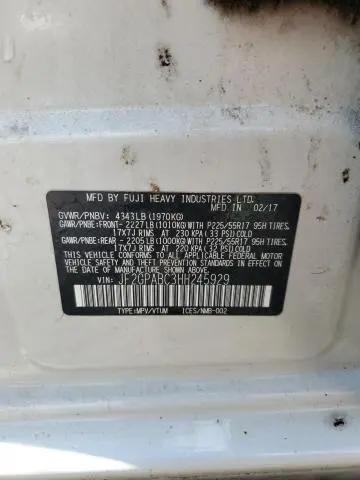 MFD BY FUJI HEAVY INDUSTRIES LTD.
MFD IN 02/17
GVWR/PNBV: 4343LB(1970KG)
GAWR/PNBE:FRONT- 2227LB(1010KG)WITH P225/55R17 95H TIRES,
17X7J RIMS AT 230 KPA(33 PSI)COLD
GAWR/PNBE:REAR - 2205LB(1000KG)WITH P225/55R17 95H TIRES,
17X7J RIMS AT 220 KPA(32 PSI)COLD
THIS VEHICLE CONFORMS TO ALL APPLICABLE
FEDERAL MOTOR VEHICLE SAFETY
STANDARDS IN EFFECT ON THE DATE OF
MANUFACTURE SHOWN ABOVE.
VIN: JF2GPABC3HH245929
TYPE:MPV/VTUM ICES/NMB-002